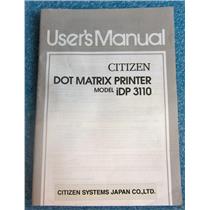 User's Manual
CITIZEN
DOT MATRIX PRINTER
MODEL iDP 3110
CITIZEN SYSTEMS JAPAN CO., LTD.